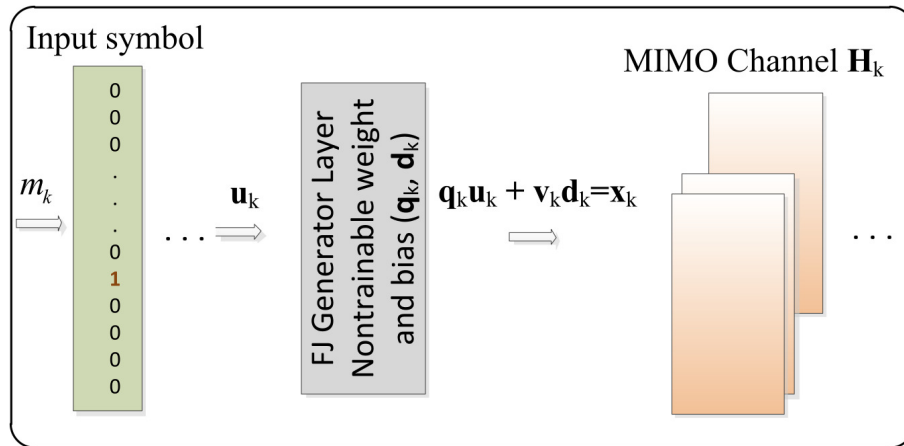 Input symbol
0
0
0
.
.
.
0
1
0
0
0
0
m_k
. . .
u_k
FJ Generator Layer
Nontrainable weight
and bias (q_k, d_k)
q_k u_k + v_k d_k=x_k
MIMO Channel H_k
. . .